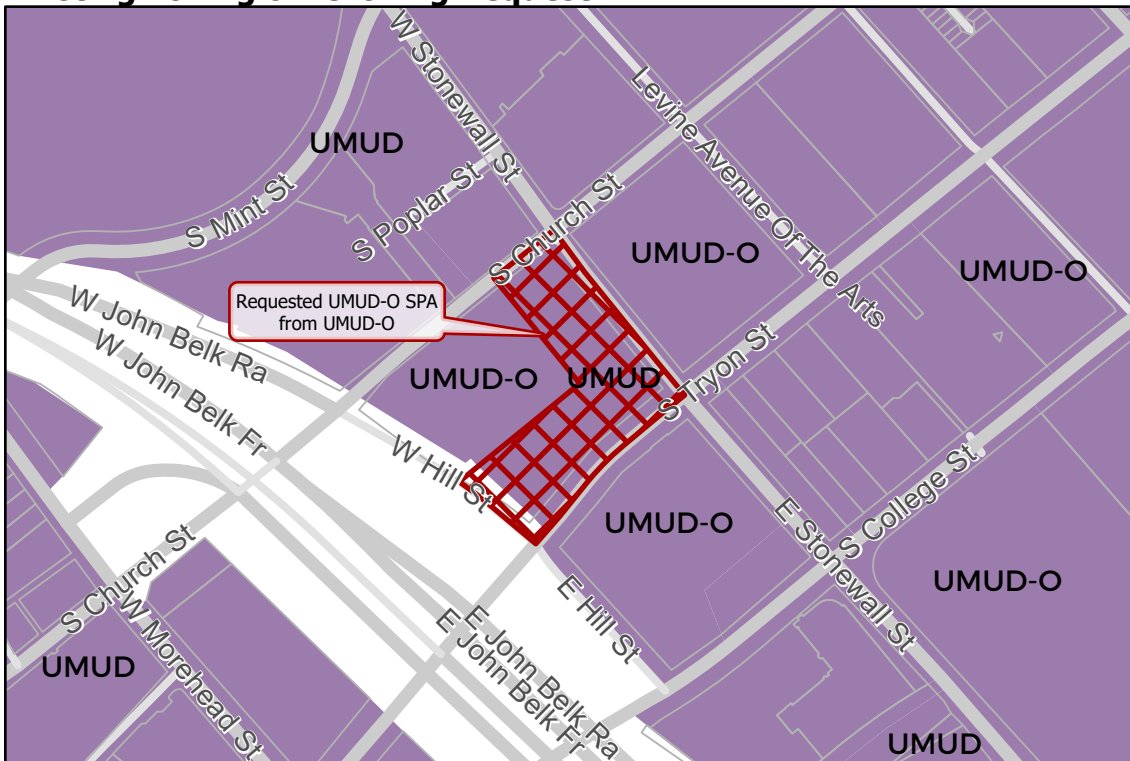 W Stonewall St
Levine Avenue Of The Arts
UMUD
S Poplar St
S Mint St
S Church St
UMUD-O
UMUD-O
Requested UMUD-O SPA
from UMUD-O
W John Belk Ra
W John Belk Fr
UMUD-O
UMUD
S Tryon St
W Hill St
UMUD-O
E Stonewall St
S College St
UMUD-O
S Church St
W Morehead St
E Hill St
E John Belk Ra
E John Belk Fr
UMUD
UMUD